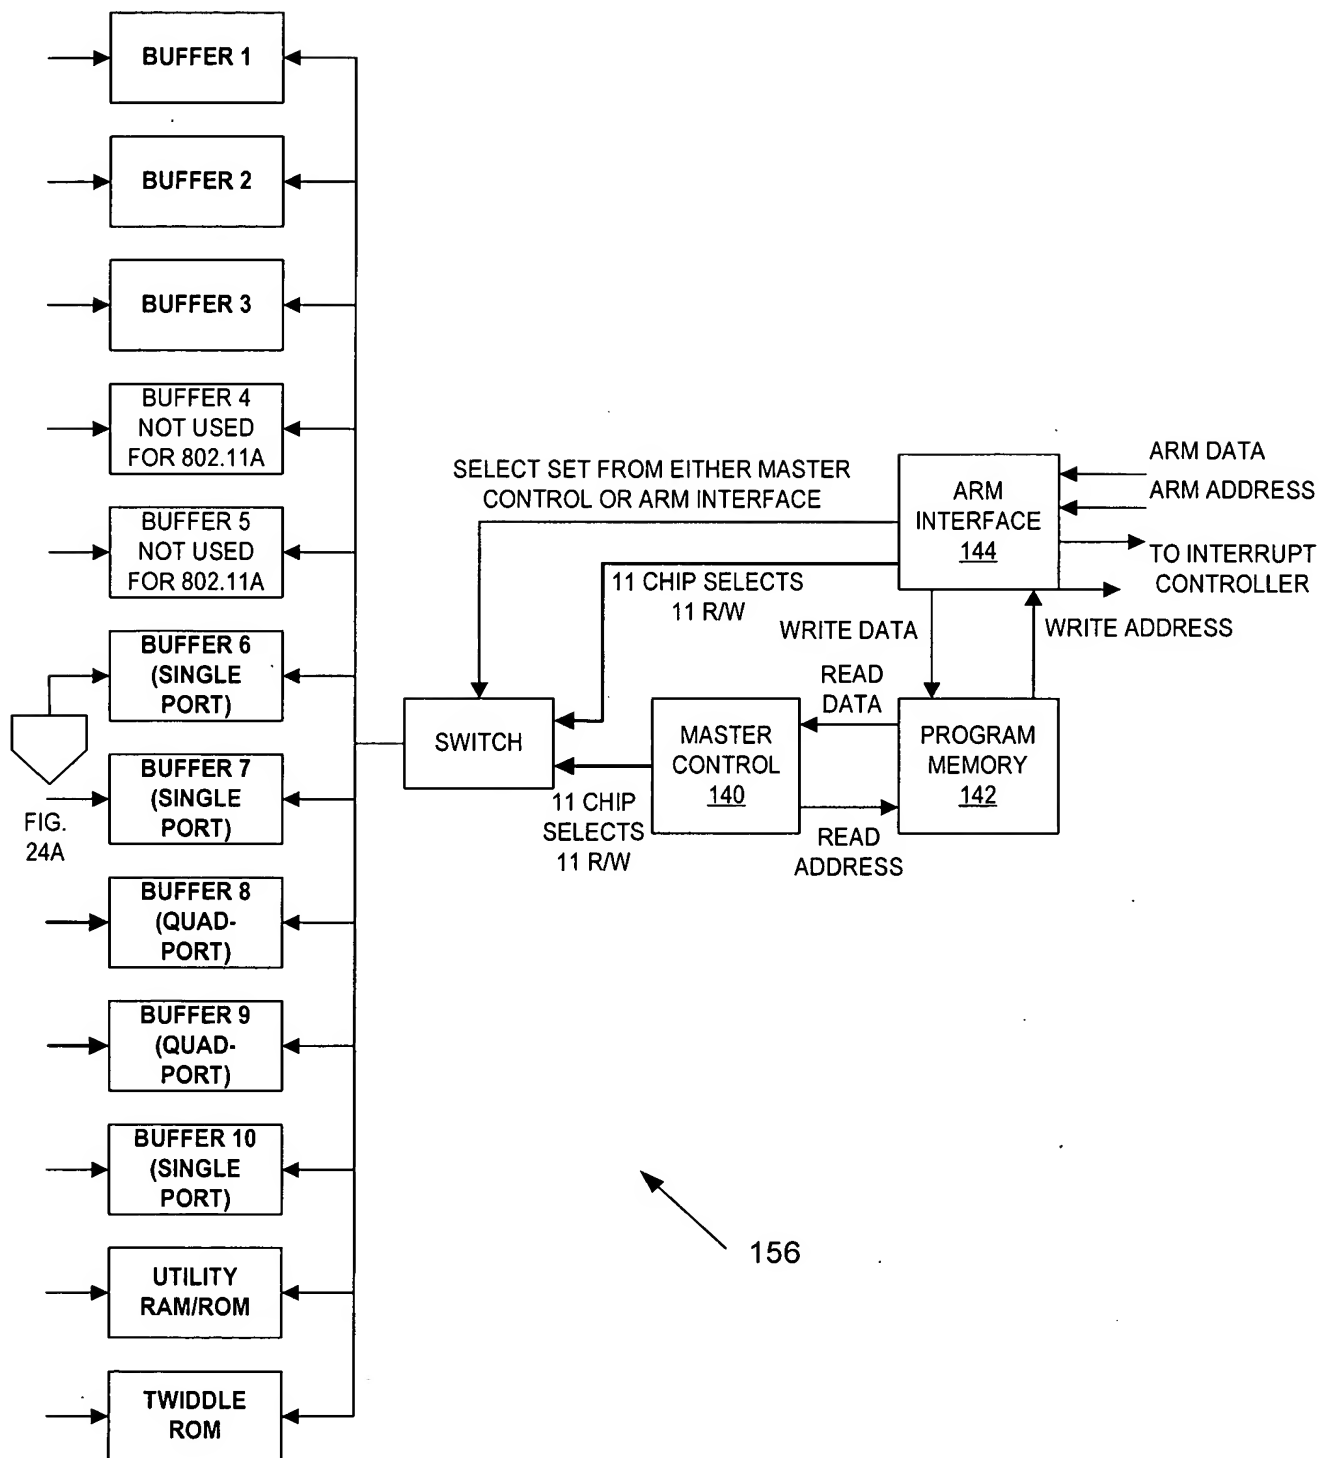 BUFFER 1
BUFFER 2
BUFFER 3
BUFFER 4
NOT USED
FOR 802.11A
BUFFER 5
NOT USED
FOR 802.11A
BUFFER 6
(SINGLE
PORT)
BUFFER 7
(SINGLE
PORT)
FIG.
24A
BUFFER 8
(QUAD-
PORT)
BUFFER 9
(QUAD-
PORT)
BUFFER 10
(SINGLE
PORT)
UTILITY
RAM/ROM
TWIDDLE
ROM
SWITCH
SELECT SET FROM EITHER MASTER
CONTROL OR ARM INTERFACE
11 CHIP SELECTS
11 R/W
11 CHIP
SELECTS
11 R/W
MASTER
CONTROL
140
READ
DATA
READ
ADDRESS
WRITE DATA
ARM
INTERFACE
144
PROGRAM
MEMORY
142
ARM DATA
ARM ADDRESS
TO INTERRUPT
CONTROLLER
WRITE ADDRESS
156